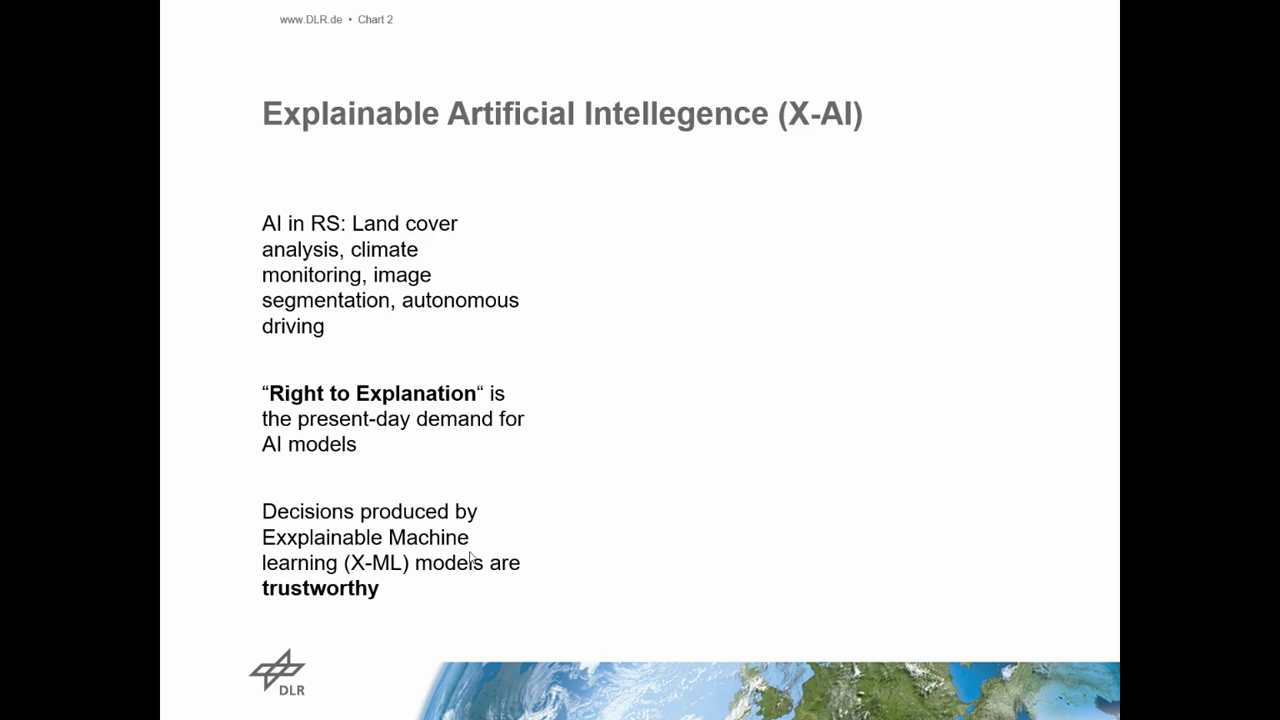 www.DLR.de • Chart 2
Explainable Artificial Intellegence (X-AI)
AI in RS: Land cover
analysis, climate
monitoring, image
segmentation, autonomous
driving
“Right to Explanation“ is
the present-day demand for
AI models
Decisions produced by
Exxplainable Machine
learning (X-ML) models are
trustworthy
DLR